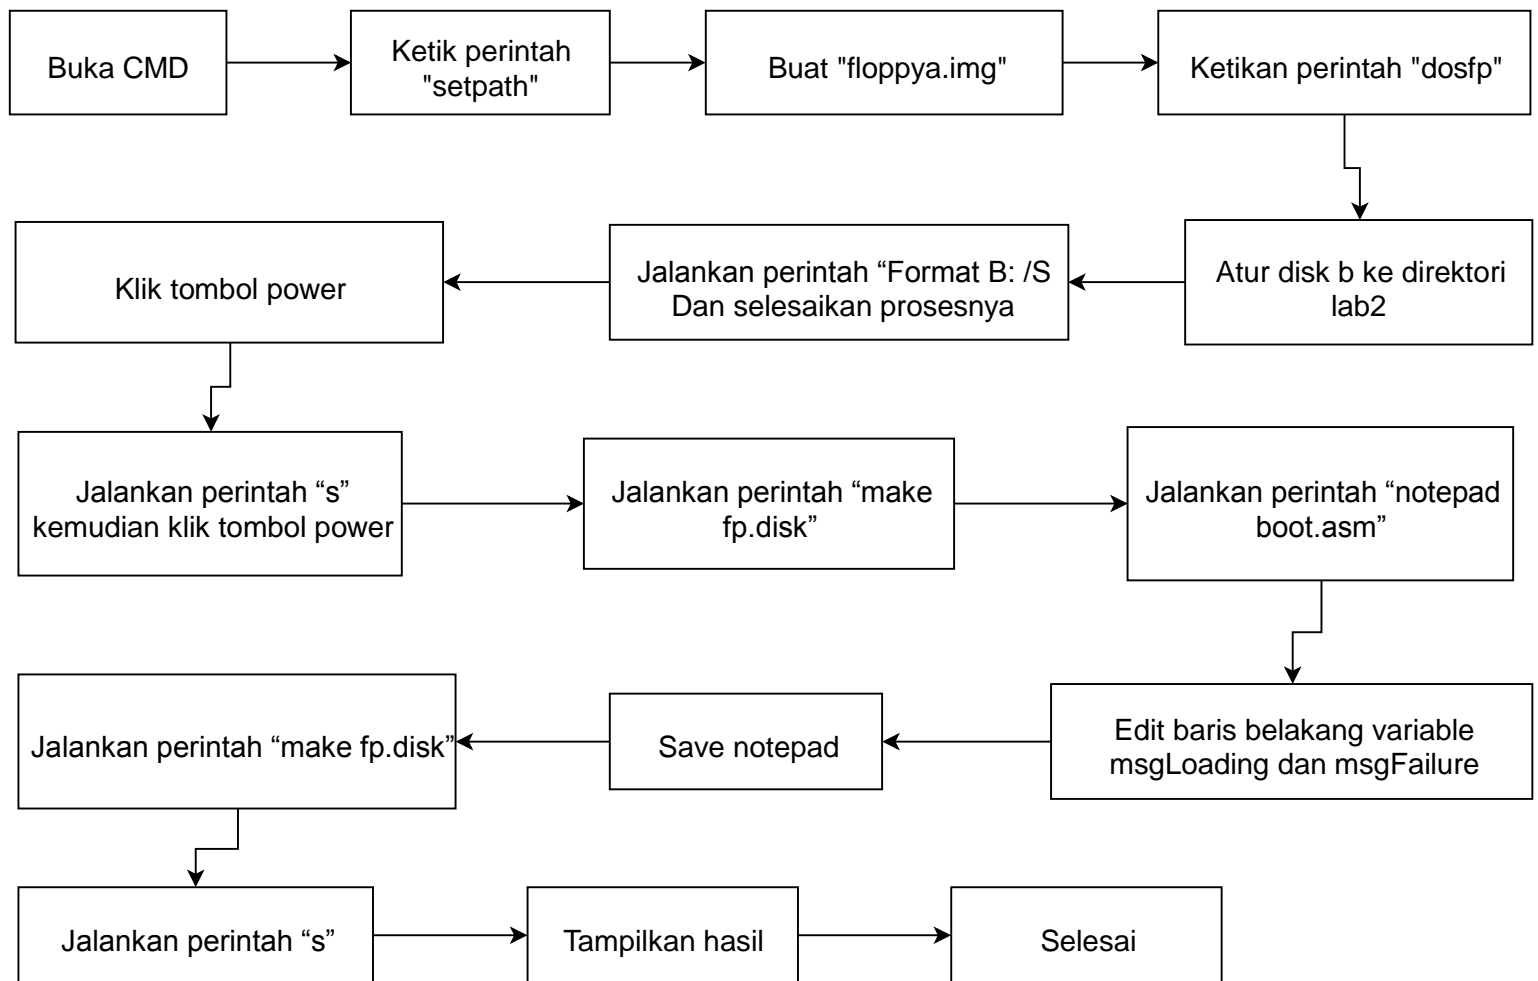 Buka CMD
Ketik perintah
"setpath"
Buat "floppya.img"
Ketikan perintah "dosfp"
Atur disk b ke direktori
lab2
Jalankan perintah “Format B: /S
Dan selesaikan prosesnya
Klik tombol power
Jalankan perintah “s”
kemudian klik tombol power
Jalankan perintah “make
fp.disk”
Jalankan perintah “notepad
boot.asm”
Edit baris belakang variable
msgLoading dan msgFailure
Save notepad
Jalankan perintah “make fp.disk”
Jalankan perintah “s”
Tampilkan hasil
Selesai